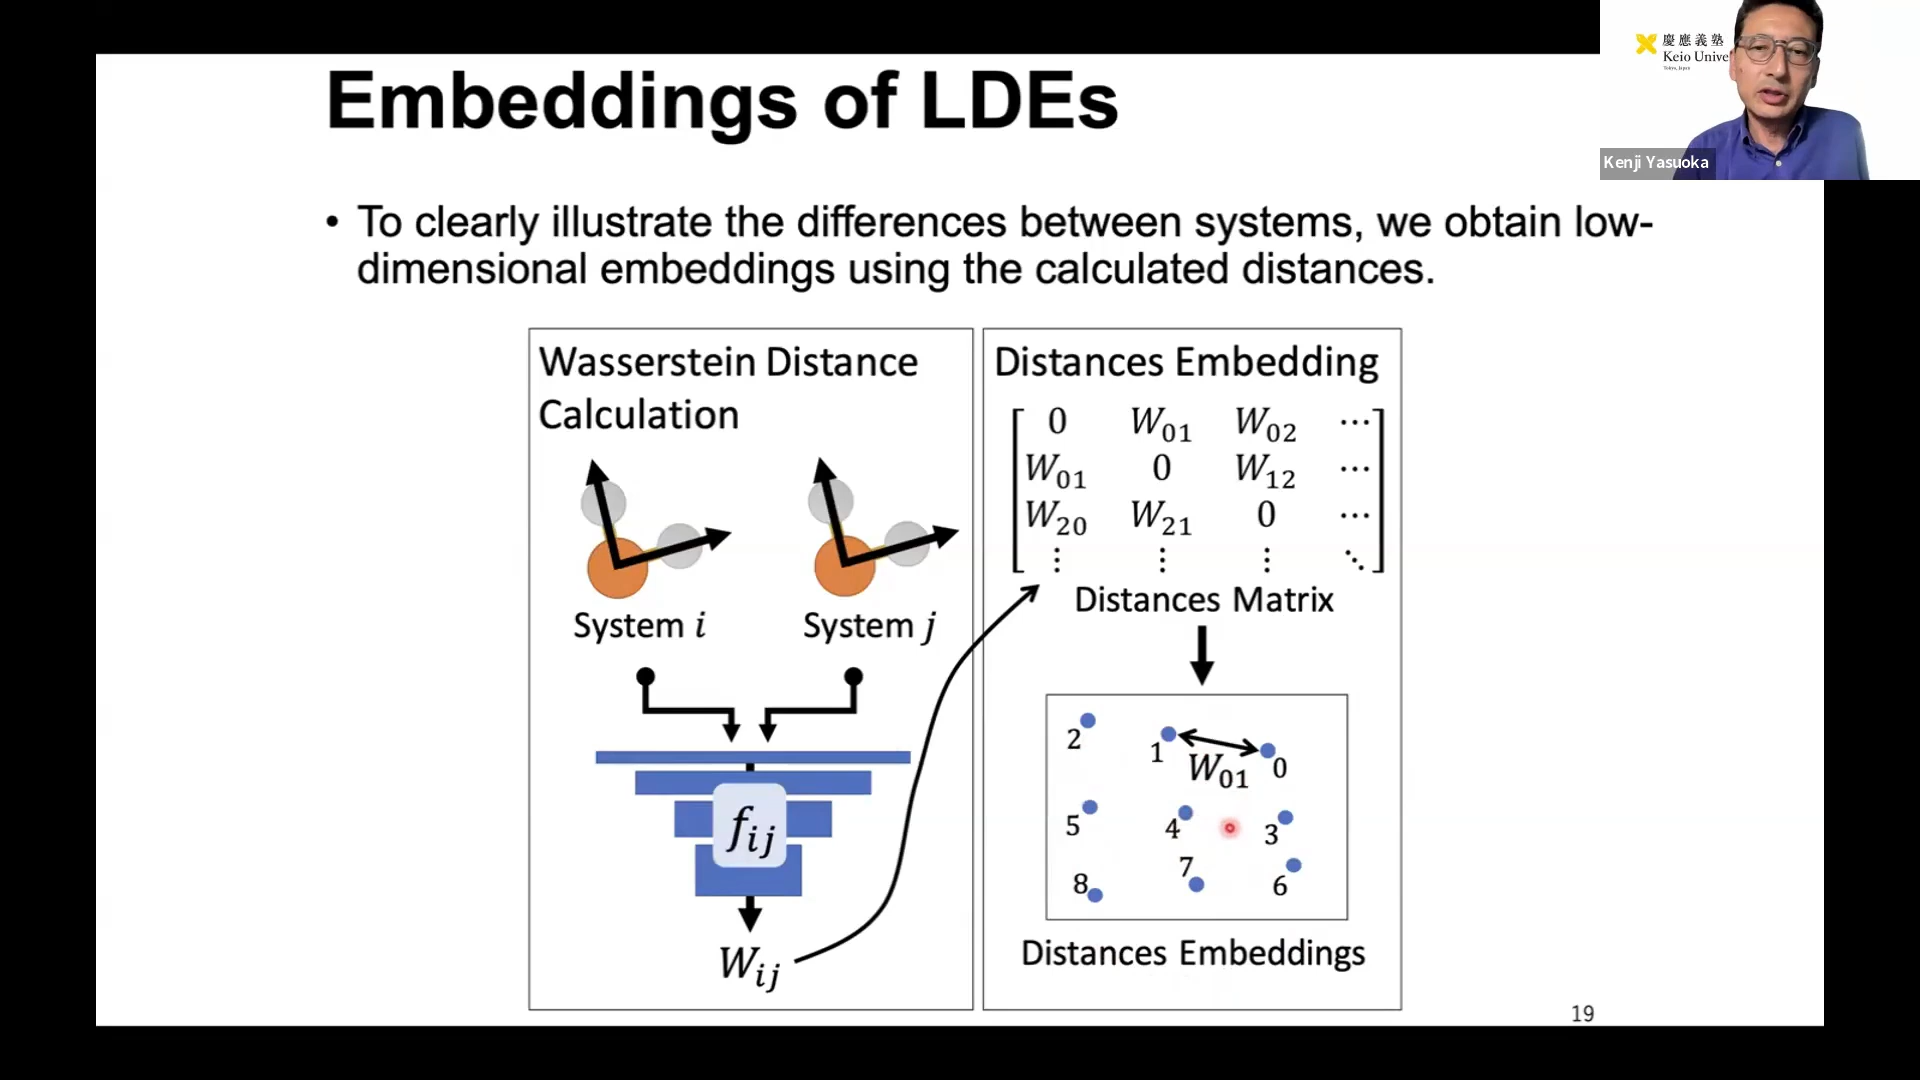 Embeddings of LDEs
慶應義塾
Keio Unive
Tokyo, Japan
Kenji Yasuoka
• To clearly illustrate the differences between systems, we obtain low-
dimensional embeddings using the calculated distances.
Wasserstein Distance
Calculation
System i
System j
f_ij
W_ij
Distances Embedding
0 W_01 W_02 ⋯
W_01 0 W_12 ⋯
W_20 W_21 0 ⋯
⋮ ⋮ ⋮ ⋱
Distances Matrix
2
1
W_01
0
5
4
3
8
7
6
Distances Embeddings
19